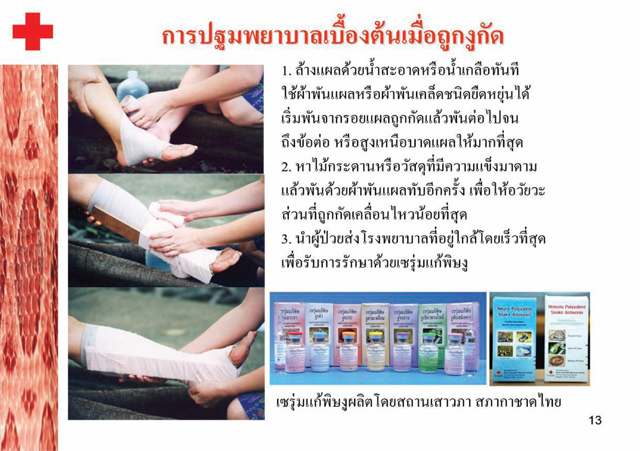 การปฐมพยาบาลเบื้องต้นเมื่อถูกงูกัด
1. ล้างแผลด้วยน้ำสะอาดหรือน้ำเกลือทันที
ใช้ผ้าพันแผลหรือผ้าพันเคล็ดชนิดยืดหยุ่นได้
เริ่มพันจากรอยแผลถูกกัดแล้วพันต่อไปจน
ถึงข้อต่อ หรือสูงเหนือบาดแผลให้มากที่สุด
2. หาไม้กระดานหรือวัสดุที่มีความแข็งมาดาม
แล้วพันด้วยผ้าพันแผลทับอีกครั้ง เพื่อให้อวัยวะ
ส่วนที่ถูกกัดเคลื่อนไหวน้อยที่สุด
3. นำผู้ป่วยส่งโรงพยาบาลที่อยู่ใกล้โดยเร็วที่สุด
เพื่อรับการรักษาด้วยเซรุ่มแก้พิษงู
Neuro Polyvalent
Snake Antivenin
Hemato Polyvalent
Snake Antivenin
เซรุ่มแก้พิษงูผลิตโดยสถานเสาวภา สภากาชาดไทย
13